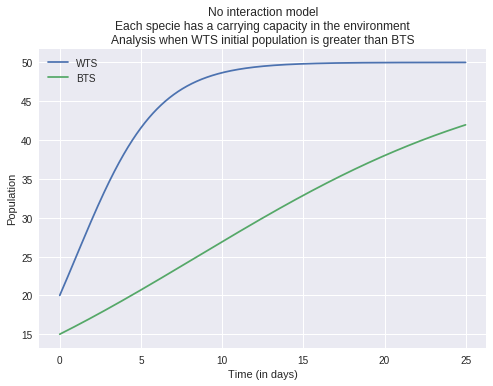 No interaction model
Each specie has a carrying capacity in the environment
Analysis when WTS initial population is greater than BTS
50
WTS
BTS
45
40
35
30
25
20
15
Population
0 5 10 15 20 25
Time (in days)